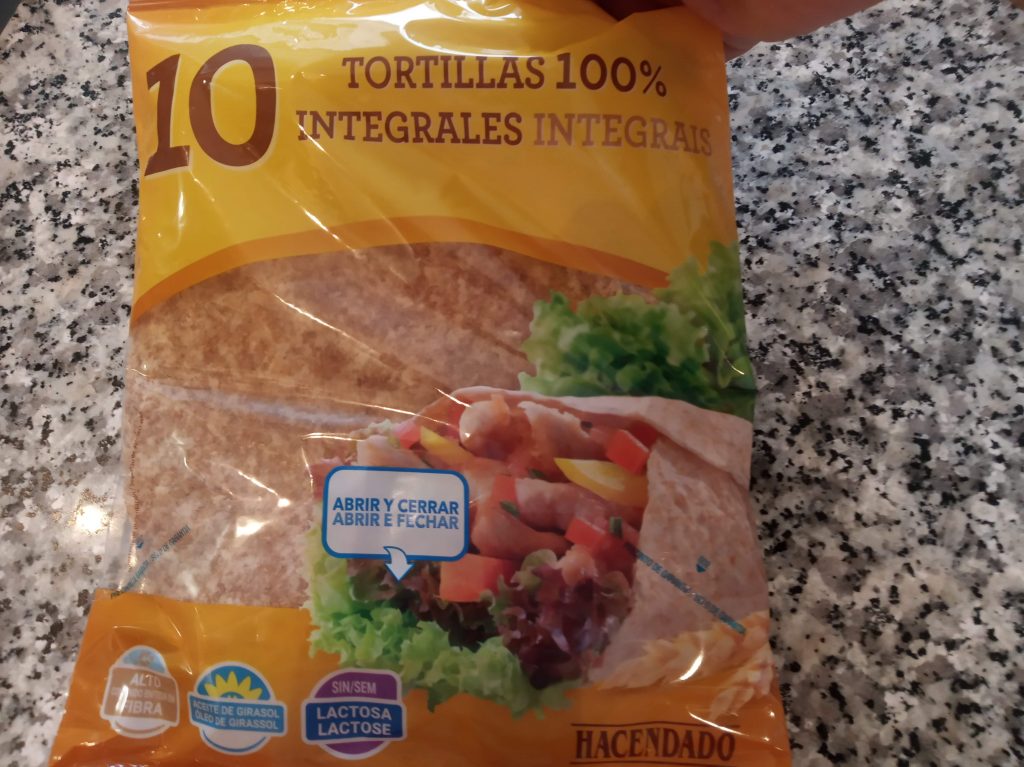 10
TORTILLAS 100%
INTEGRALES INTEGRAIS
ABRIR Y CERRAR
ABRIR E FECHAR
ALTO
FIBRA
ACEITE DE GIRASOL
ÓLEO DE GIRASSOL
SIN/SEM
LACTOSA
LACTOSE
HACENDADO